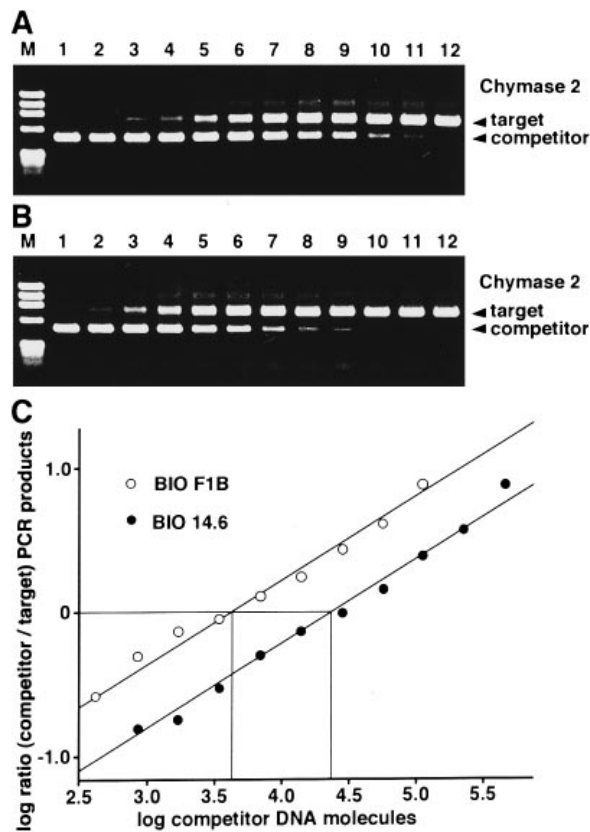 A
M 1 2 3 4 5 6 7 8 9 10 11 12
Chymase 2
target
competitor
B
M 1 2 3 4 5 6 7 8 9 10 11 12
Chymase 2
target
competitor
C
log ratio (competitor / target) PCR products
1.0
0
-1.0
BIO F1B
BIO 14.6
2.5 3.0 3.5 4.0 4.5 5.0 5.5
log competitor DNA molecules